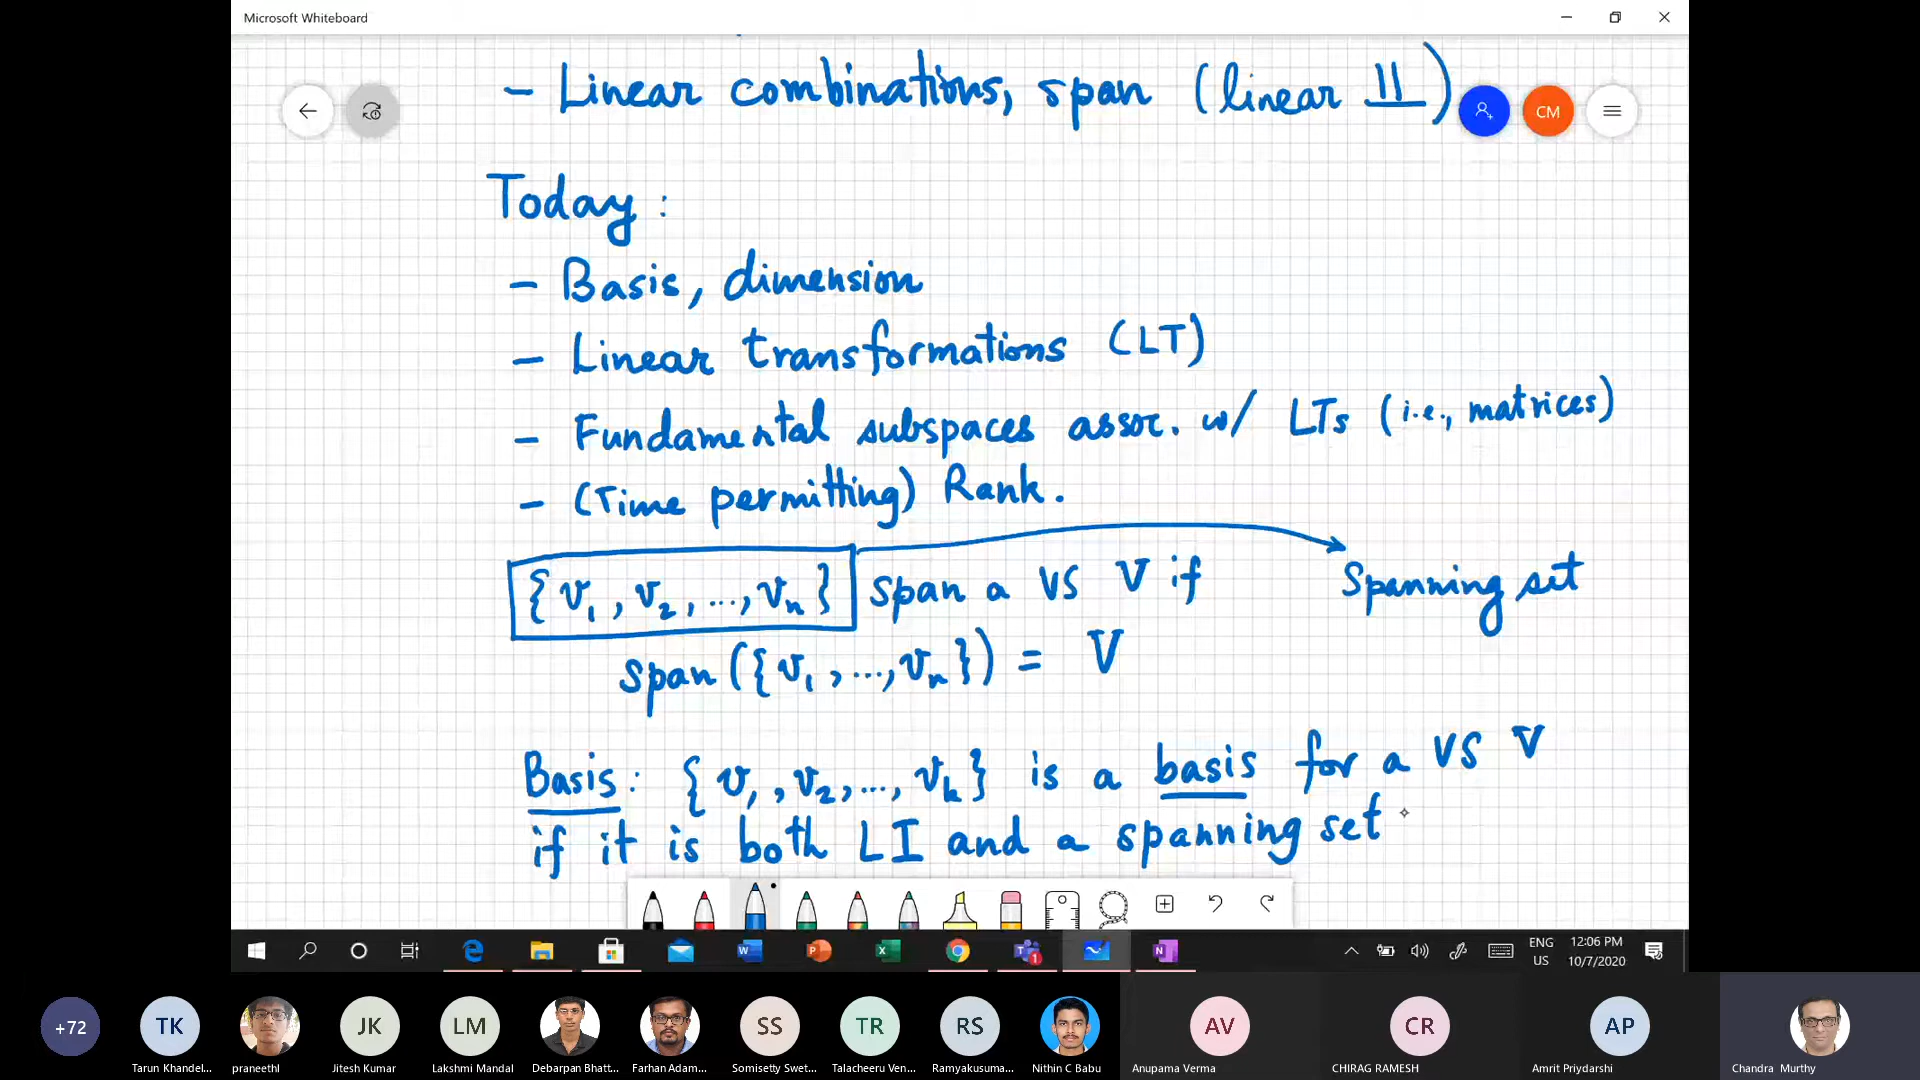 Microsoft Whiteboard
- Linear combinations, span (linear ll)
CM
Today :
- Basis, dimension
- Linear transformations (LT)
- Fundamental subspaces assoc. w/ LTs (i.e., matrices)
- (Time permitting) Rank.
{ v1 , v2 , ..., vn } span a VS V if
Spanning set
span ({ v1 , ..., vn }) = V
Basis : { v1 , v2 , ..., vk } is a basis for a VS V
if it is both LI and a spanning set
ENG
US
12:06 PM
10/7/2020
+72
TK
JK
LM
SS
TR
RS
AV
CR
AP
Tarun Khandel...
praneethl
Jitesh Kumar
Lakshmi Mandal
Debarpan Bhatt...
Farhan Adam...
Somisetty Swet...
Talacheeru Ven...
Ramyakusuma...
Nithin C Babu
Anupama Verma
CHIRAG RAMESH
Amrit Priydarshi
Chandra Murthy